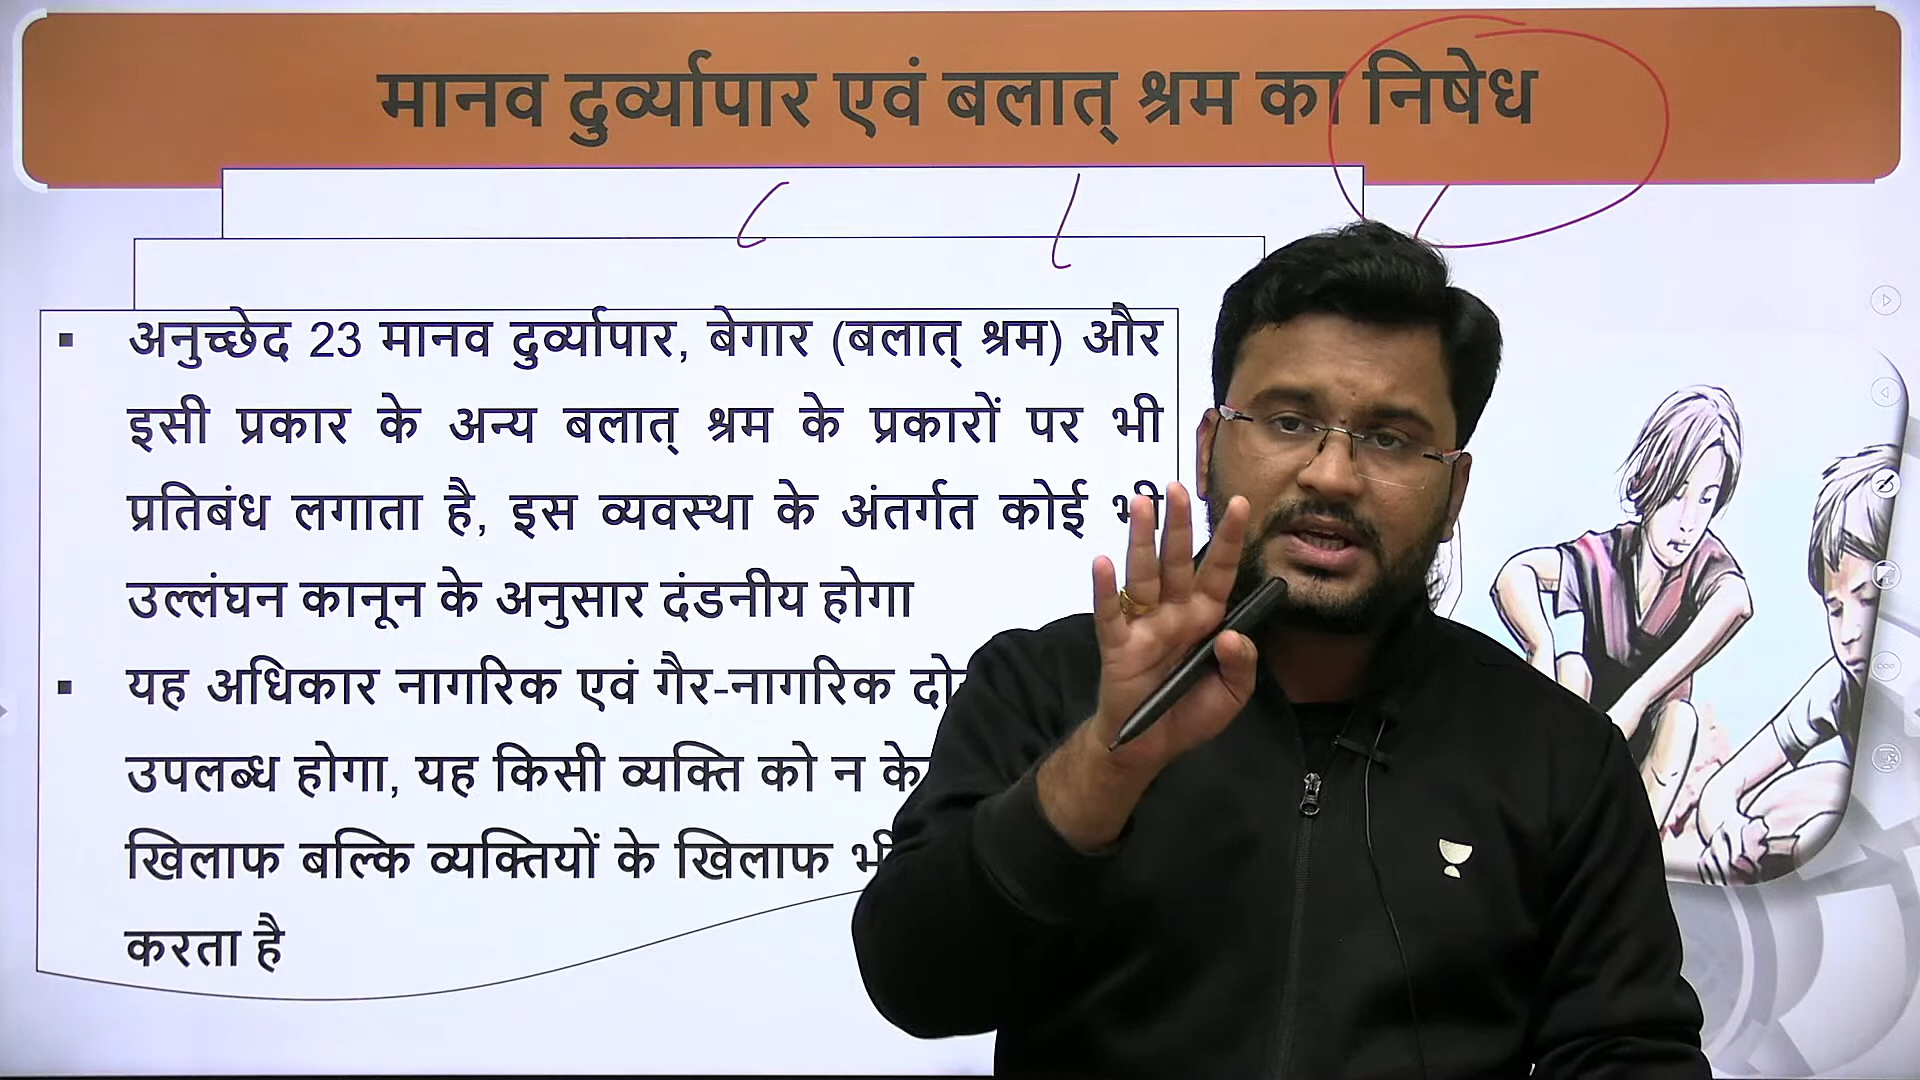 मानव दुर्व्यापार एवं बलात् श्रम का निषेध
अनुच्छेद 23 मानव दुर्व्यापार, बेगार (बलात् श्रम) और
इसी प्रकार के अन्य बलात् श्रम के प्रकारों पर भी
प्रतिबंध लगाता है, इस व्यवस्था के अंतर्गत कोई भी
उल्लंघन कानून के अनुसार दंडनीय होगा
यह अधिकार नागरिक एवं गैर-नागरिक
उपलब्ध होगा, यह किसी व्यक्ति को न
खिलाफ बल्कि व्यक्तियों के खिलाफ भी
करता है